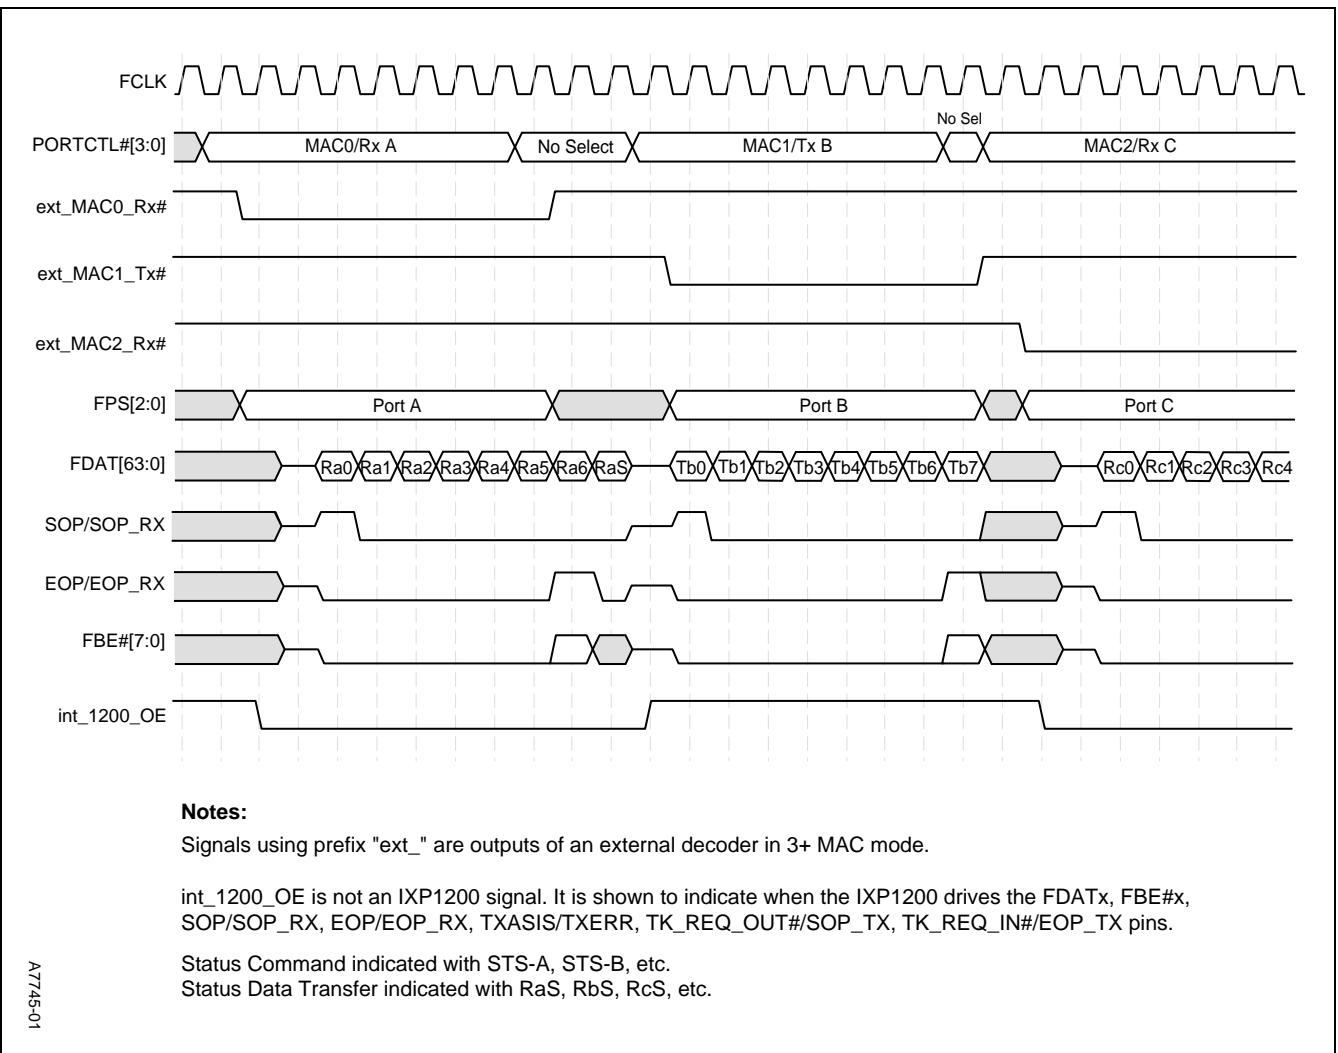 FCLK
No Sel
PORTCTL#[3:0] MAC0/Rx A No Select MAC1/Tx B MAC2/Rx C
ext_MAC0_Rx#
ext_MAC1_Tx#
ext_MAC2_Rx#
FPS[2:0] Port A Port B Port C
FDAT[63:0] Ra0 Ra1 Ra2 Ra3 Ra4 Ra5 Ra6 RaS Tb0 Tb1 Tb2 Tb3 Tb4 Tb5 Tb6 Tb7 Rc0 Rc1 Rc2 Rc3 Rc4
SOP/SOP_RX
EOP/EOP_RX
FBE#[7:0]
int_1200_OE
Notes:
Signals using prefix "ext_" are outputs of an external decoder in 3+ MAC mode.
int_1200_OE is not an IXP1200 signal. It is shown to indicate when the IXP1200 drives the FDATx, FBE#x,
SOP/SOP_RX, EOP/EOP_RX, TXASIS/TXERR, TK_REQ_OUT#/SOP_TX, TK_REQ_IN#/EOP_TX pins.
Status Command indicated with STS-A, STS-B, etc.
Status Data Transfer indicated with RaS, RbS, RcS, etc.
A7745-01